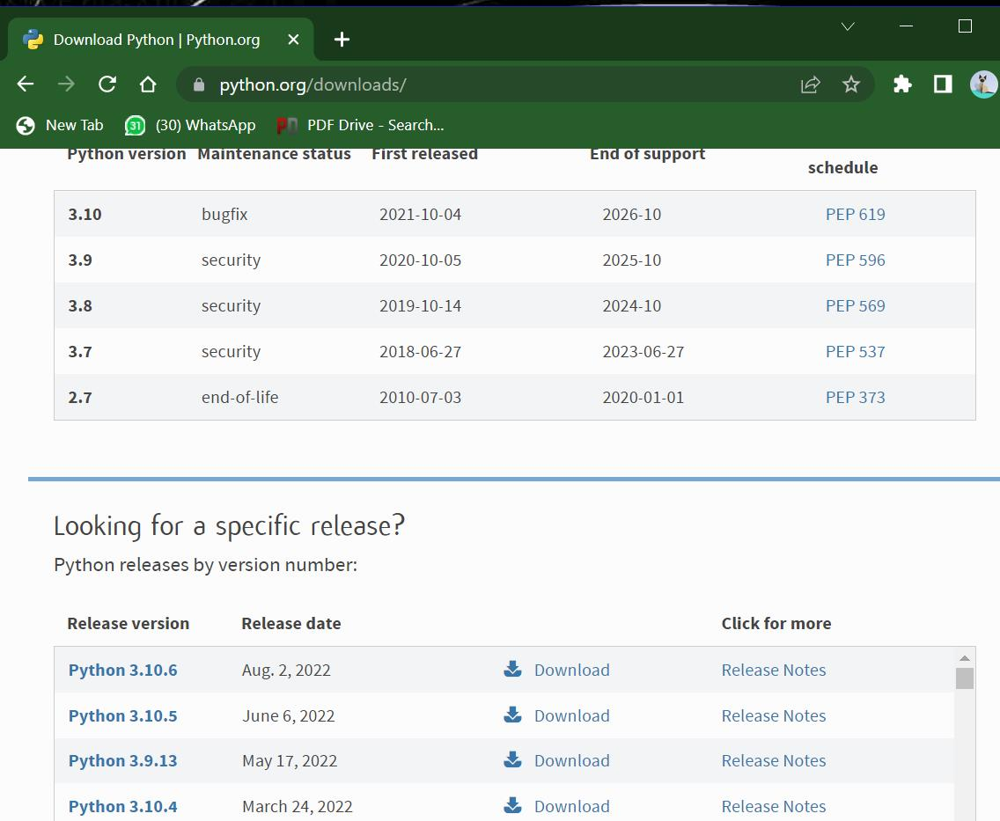 Download Python | Python.org
python.org/downloads/
New Tab 31 (30) WhatsApp PDF Drive - Search...
Python version Maintenance status First released End of support schedule
3.10 bugfix 2021-10-04 2026-10 PEP 619
3.9 security 2020-10-05 2025-10 PEP 596
3.8 security 2019-10-14 2024-10 PEP 569
3.7 security 2018-06-27 2023-06-27 PEP 537
2.7 end-of-life 2010-07-03 2020-01-01 PEP 373
Looking for a specific release?
Python releases by version number:
Release version Release date Click for more
Python 3.10.6 Aug. 2, 2022 Download Release Notes
Python 3.10.5 June 6, 2022 Download Release Notes
Python 3.9.13 May 17, 2022 Download Release Notes
Python 3.10.4 March 24, 2022 Download Release Notes